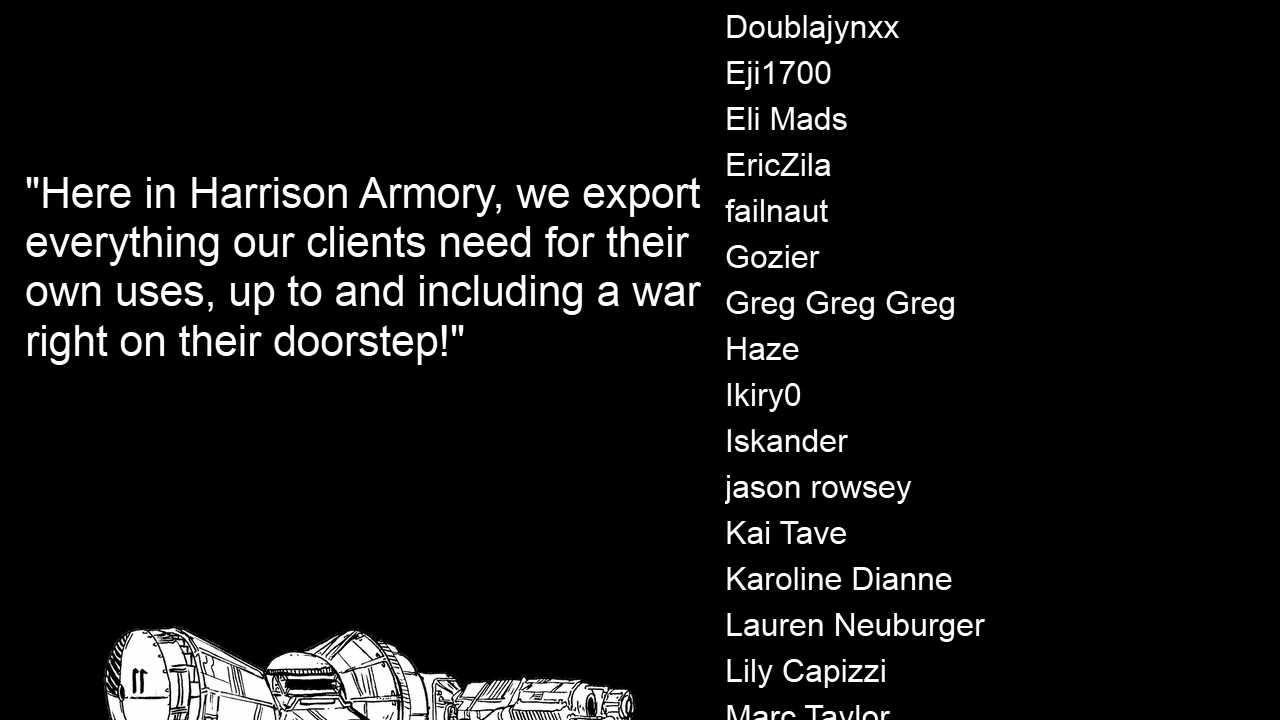 "Here in Harrison Armory, we export
everything our clients need for their
own uses, up to and including a war
right on their doorstep!"
Doublajynxx
Eji1700
Eli Mads
EricZila
failnaut
Gozier
Greg Greg Greg
Haze
Ikiry0
Iskander
jason rowsey
Kai Tave
Karoline Dianne
Lauren Neuburger
Lily Capizzi
Marc Taylor